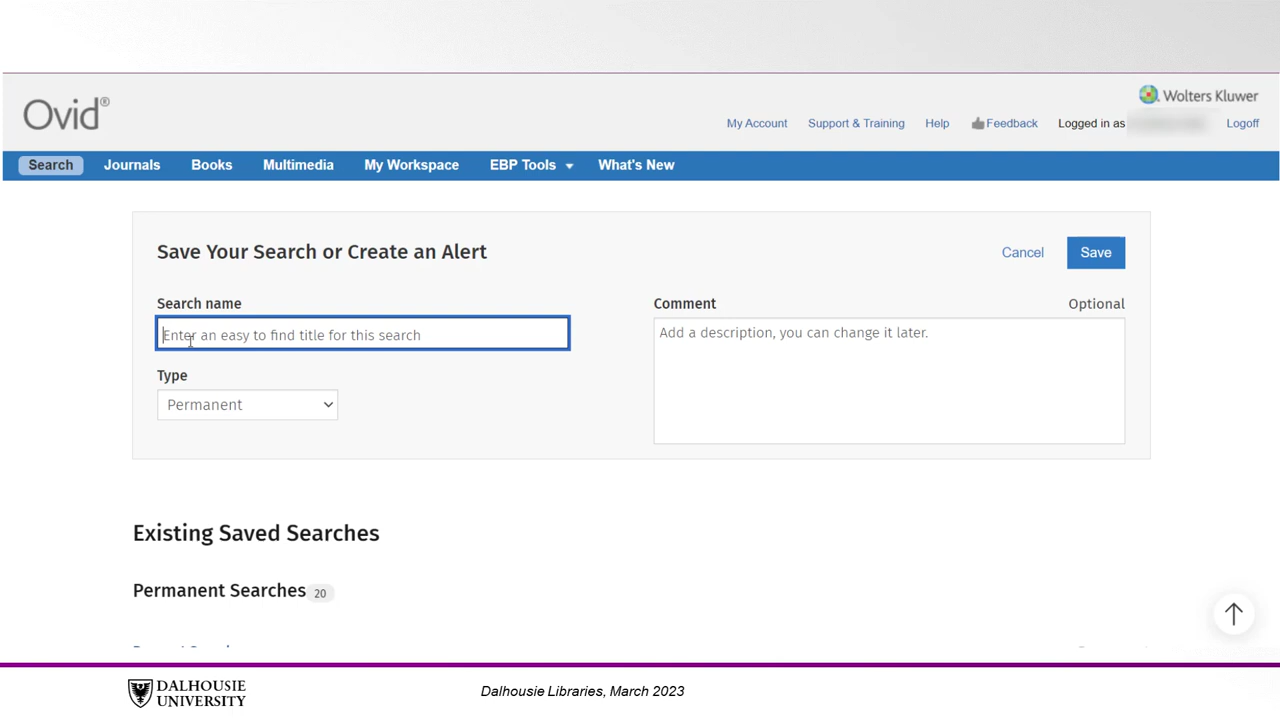 Ovid®
Wolters Kluwer
My Account Support & Training Help Feedback Logged in as Logoff
Search Journals Books Multimedia My Workspace EBP Tools What's New
Save Your Search or Create an Alert Cancel Save
Search name Comment Optional
Enter an easy to find title for this search Add a description, you can change it later.
Type
Permanent
Existing Saved Searches
Permanent Searches 20
DALHOUSIE
UNIVERSITY
Dalhousie Libraries, March 2023